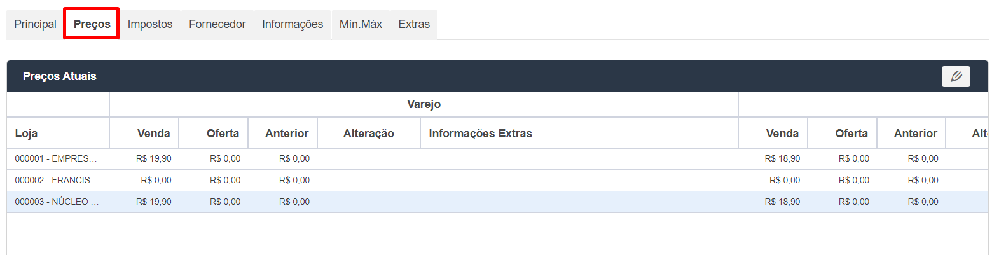 Principal Preços Impostos Fornecedor Informações Mín.Máx Extras
Preços Atuais
Varejo
Loja Venda Oferta Anterior Alteração Informações Extras Venda Oferta Anterior Alt
000001 - EMPRES... R$ 19,90 R$ 0,00 R$ 0,00 R$ 18,90 R$ 0,00 R$ 0,00
000002 - FRANCIS... R$ 0,00 R$ 0,00 R$ 0,00 R$ 0,00 R$ 0,00 R$ 0,00
000003 - NÚCLEO ... R$ 19,90 R$ 0,00 R$ 0,00 R$ 18,90 R$ 0,00 R$ 0,00